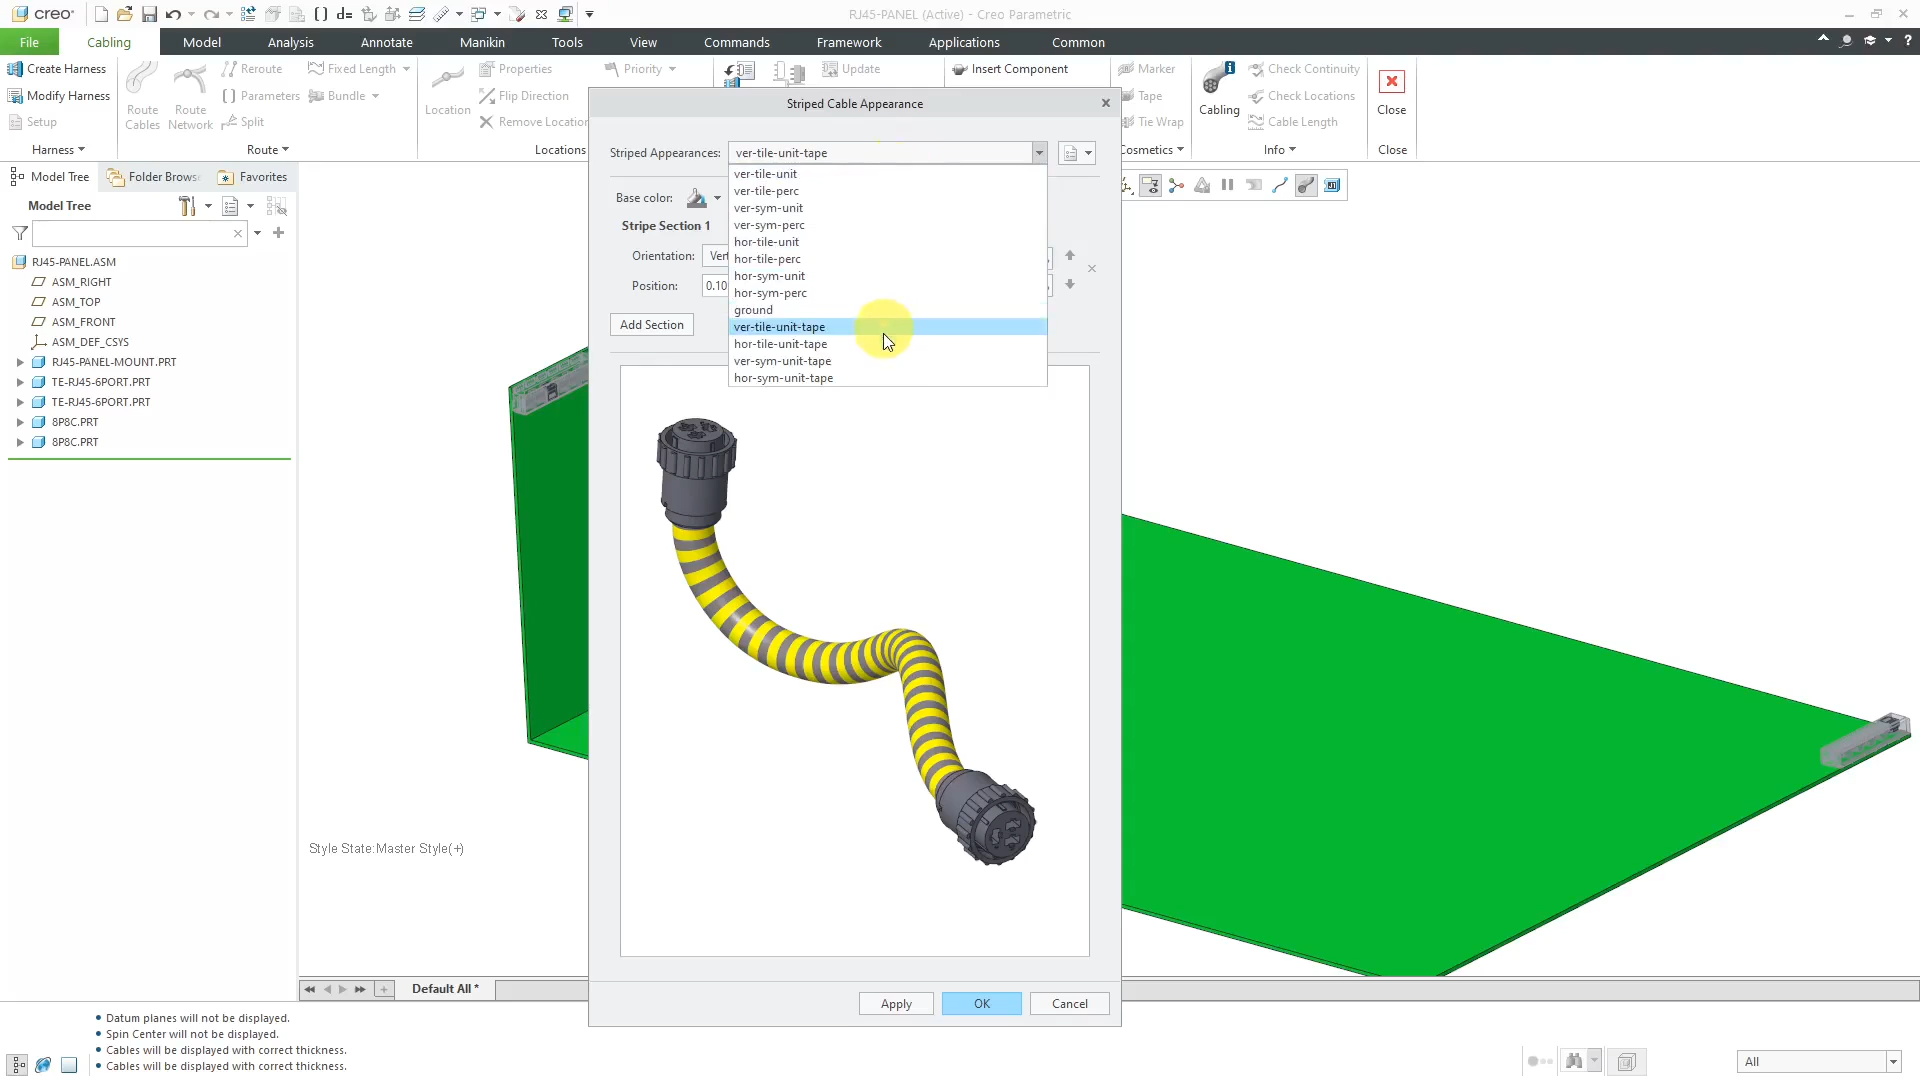 creo
RJ45-PANEL (Active) - Creo Parametric
File Cabling Model Analysis Annotate Manikin Tools View Commands Framework Applications Common
Create Harness
Modify Harness
Setup
Harness
Route Cables
Route Network
Reroute
Parameters
Split
Fixed Length
Bundle
Route
Location
Properties
Flip Direction
Remove Location
Locations
Priority
Update
Insert Component
Marker
Tape
Tie Wrap
Cosmetics
Cabling
Check Continuity
Check Locations
Cable Length
Info
Close
Close
Model Tree
Folder Brows
Favorites
Model Tree
RJ45-PANEL.ASM
ASM_RIGHT
ASM_TOP
ASM_FRONT
ASM_DEF_CSYS
RJ45-PANEL-MOUNT.PRT
TE-RJ45-6PORT.PRT
TE-RJ45-6PORT.PRT
8P8C.PRT
8P8C.PRT
Striped Cable Appearance
Striped Appearances: ver-tile-unit-tape
ver-tile-unit
ver-tile-perc
ver-sym-unit
ver-sym-perc
hor-tile-unit
hor-tile-perc
hor-sym-unit
hor-sym-perc
ground
ver-tile-unit-tape
hor-tile-unit-tape
ver-sym-unit-tape
hor-sym-unit-tape
Base color:
Stripe Section 1
Orientation: Vert
Position: 0.10
Add Section
Apply OK Cancel
Style State:Master Style(+)
Default All *
• Datum planes will not be displayed.
• Spin Center will not be displayed.
• Cables will be displayed with correct thickness.
• Cables will be displayed with correct thickness.
All